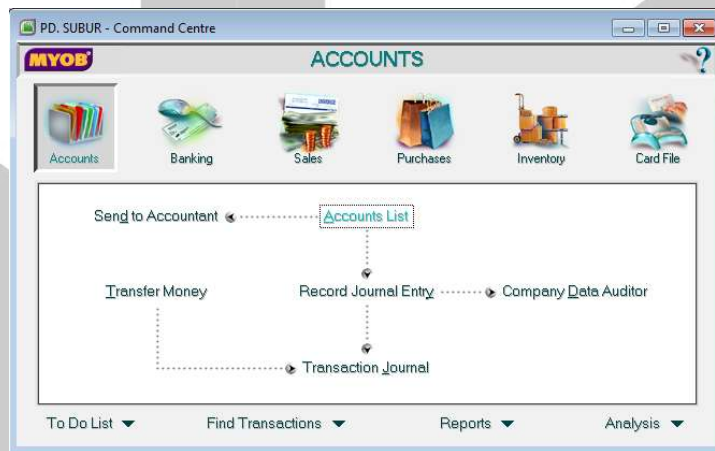 PD. SUBUR - Command Centre
MYOB ACCOUNTS ?
Accounts Banking Sales Purchases Inventory Card File
Send to Accountant Accounts List
Transfer Money Record Journal Entry Company Data Auditor
Transaction Journal
To Do List Find Transactions Reports Analysis